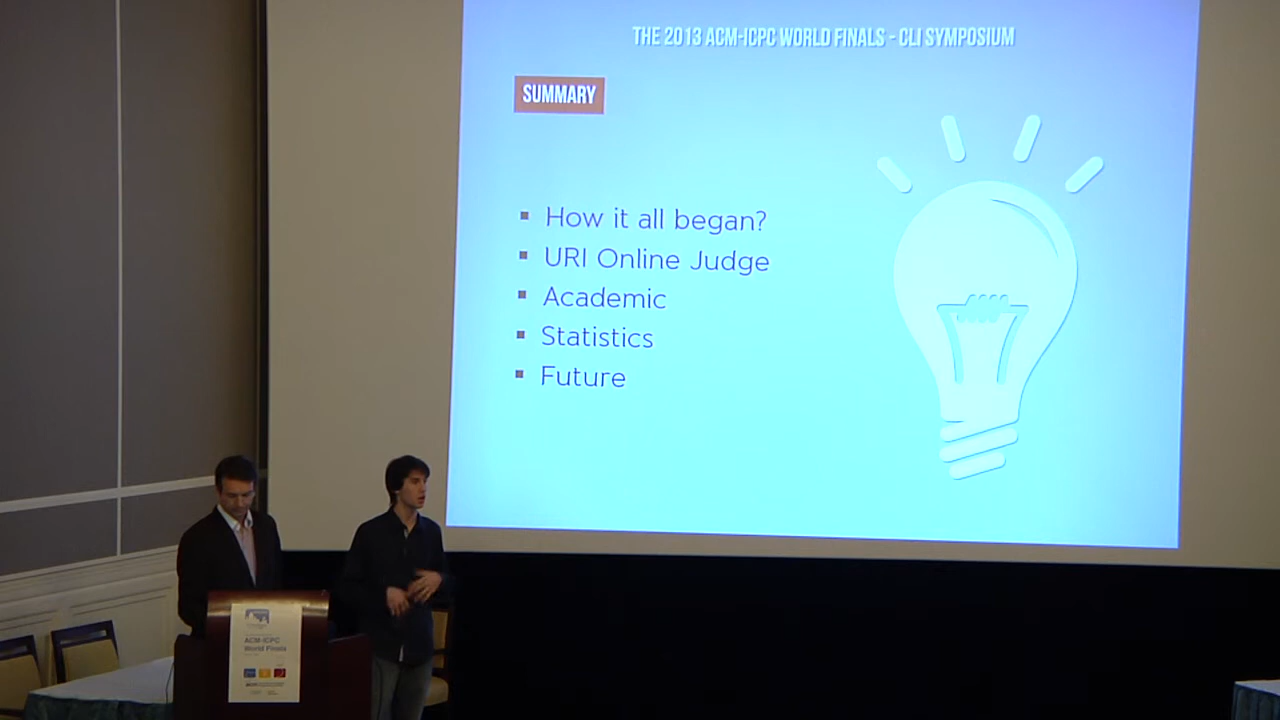 THE 2013 ACM-ICPC WORLD FINALS - CLI SYMPOSIUM
SUMMARY
▪ How it all began?
▪ URI Online Judge
▪ Academic
▪ Statistics
▪ Future
ACM-ICPC
World Finals